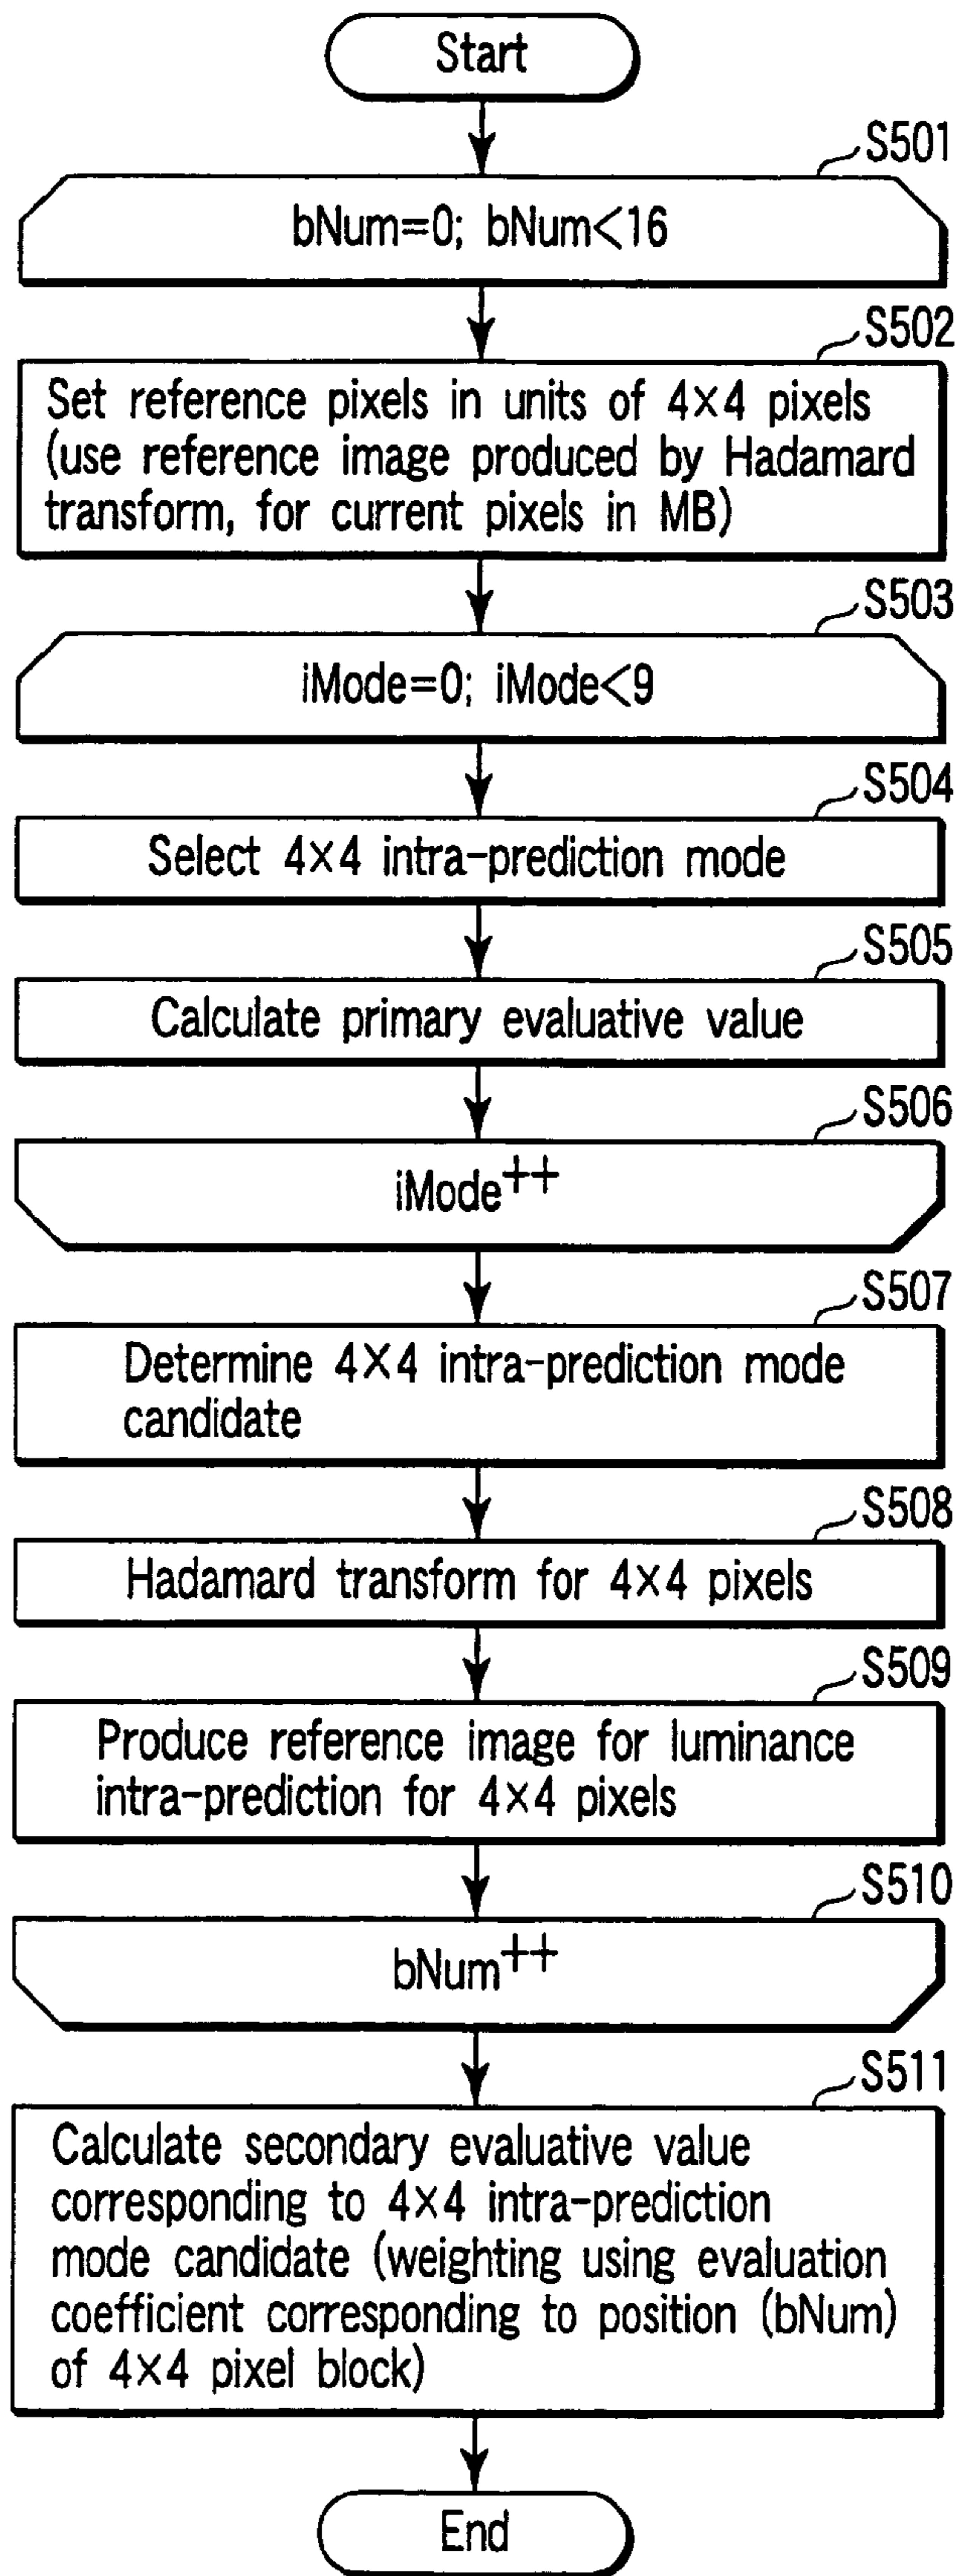 Start
S501
bNum=0; bNum<16
S502
Set reference pixels in units of 4×4 pixels
(use reference image produced by Hadamard
transform, for current pixels in MB)
S503
iMode=0; iMode<9
S504
Select 4×4 intra-prediction mode
S505
Calculate primary evaluative value
S506
iMode++
S507
Determine 4×4 intra-prediction mode
candidate
S508
Hadamard transform for 4×4 pixels
S509
Produce reference image for luminance
intra-prediction for 4×4 pixels
S510
bNum++
S511
Calculate secondary evaluative value
corresponding to 4×4 intra-prediction
mode candidate (weighting using evaluation
coefficient corresponding to position (bNum)
of 4×4 pixel block)
End